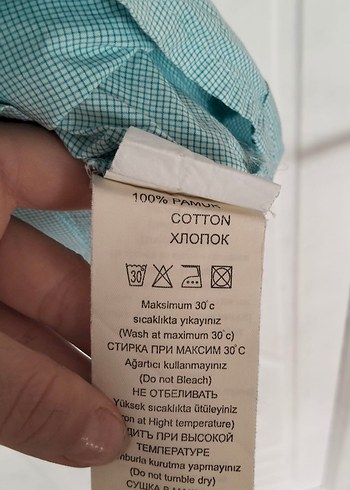 100% PAMUK
COTTON
ХЛОПОК
30
Maksimum 30°c
sıcaklıkta yıkayınız
(Wash at maximum 30°c)
СТИРКА ПРИ МАКСИМ 30°C
Ağartıcı kullanmayınız
(Do not Bleach)
НЕ ОТБЕЛИВАТЬ
Yüksek sıcaklıkta ütüleyiniz
on at Hight temperature)
ДИТЬ ПРИ ВЫСОКОЙ
ТЕМПЕРАТУРЕ
mburla kurutma yapmayınız
(Do not tumble dry)
СУШКА В